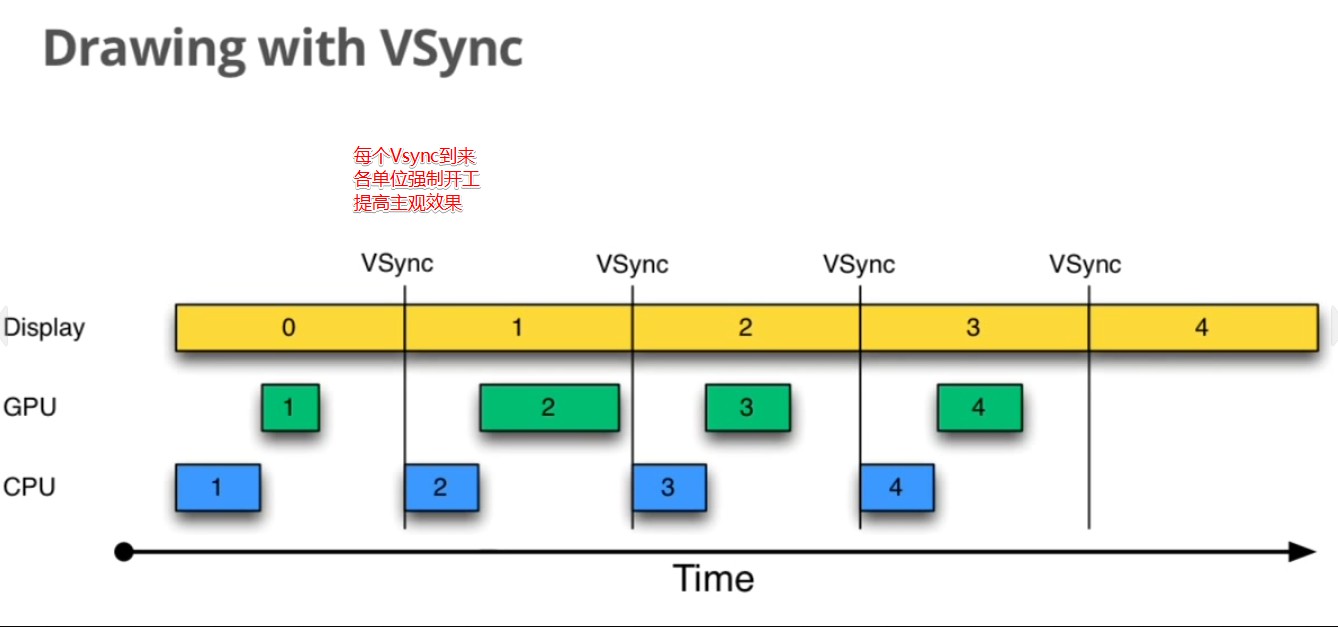 Drawing with VSync
每个Vsync到来
各单位强制开工
提高主观效果
VSync VSync VSync VSync
Display 0 1 2 3 4
GPU 1 2 3 4
CPU 1 2 3 4
Time